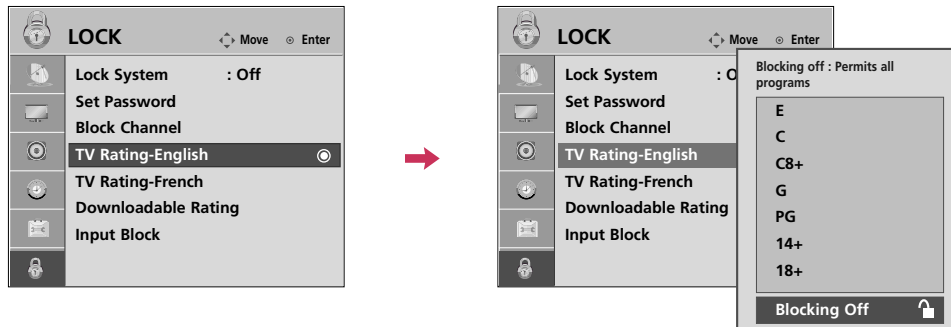 LOCK Move Enter
Lock System : Off
Set Password
Block Channel
TV Rating-English
TV Rating-French
Downloadable Rating
Input Block
LOCK Move Enter
Lock System : O
Set Password
Block Channel
TV Rating-English
TV Rating-French
Downloadable Rating
Input Block
Blocking off : Permits all
programs
E
C
C8+
G
PG
14+
18+
Blocking Off